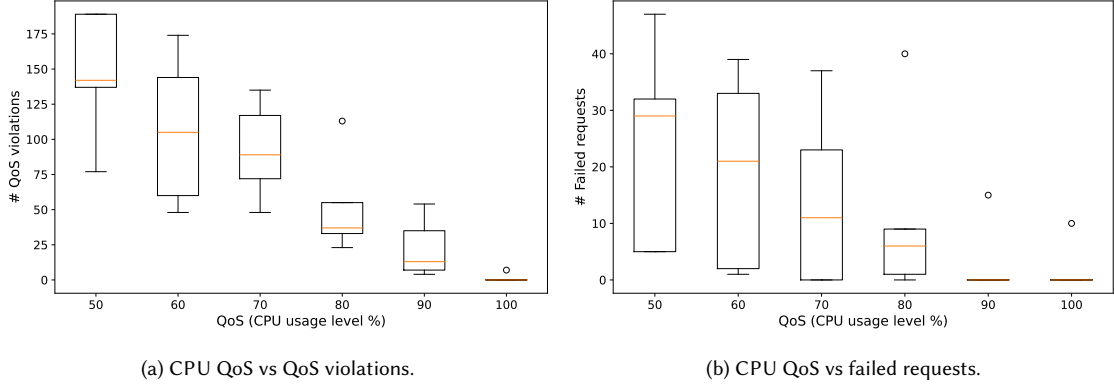 175
150
125
100
75
50
25
0
# QoS violations
50 60 70 80 90 100
QoS (CPU usage level %)
(a) CPU QoS vs QoS violations.
40
30
20
10
0
# Failed requests
50 60 70 80 90 100
QoS (CPU usage level %)
(b) CPU QoS vs failed requests.